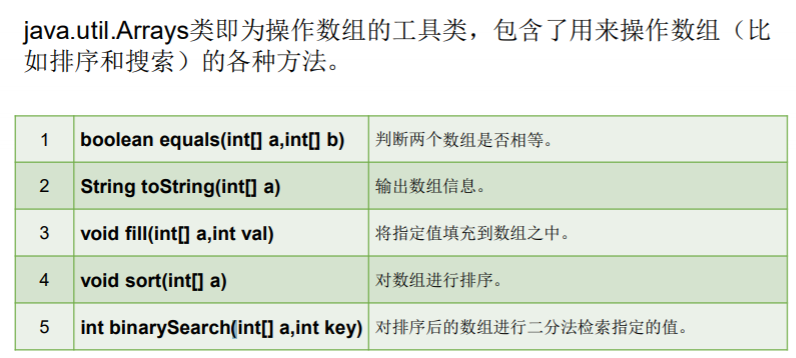 java.util.Arrays类即为操作数组的工具类，包含了用来操作数组（比
如排序和搜索）的各种方法。
1 boolean equals(int[] a,int[] b) 判断两个数组是否相等。
2 String toString(int[] a) 输出数组信息。
3 void fill(int[] a,int val) 将指定值填充到数组之中。
4 void sort(int[] a) 对数组进行排序。
5 int binarySearch(int[] a,int key) 对排序后的数组进行二分法检索指定的值。